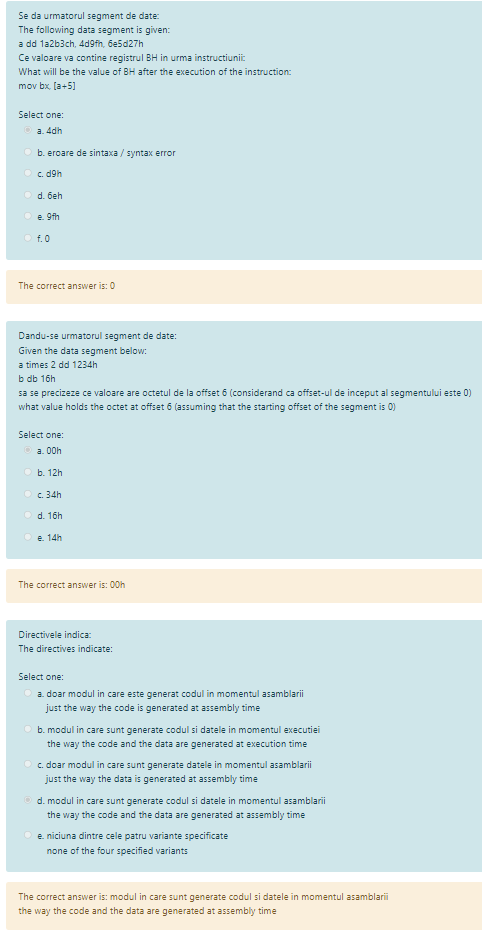 Se da urmatorul segment de date:
The following data segment is given:
a dd 1a2b3ch, 4d9fh, 6e5d27h
Ce valoare va contine registrul BH in urma instructiunii:
What will be the value of BH after the execution of the instruction:
mov bx, [a+5]
Select one:
a. 4dh
b. eroare de sintaxa / syntax error
c. d9h
d. 6eh
e. 9fh
f. 0
The correct answer is: 0
Dandu-se urmatorul segment de date:
Given the data segment below:
a times 2 dd 1234h
b db 16h
sa se precizeze ce valoare are octetul de la offset 6 (considerand ca offset-ul de inceput al segmentului este 0)
what value holds the octet at offset 6 (assuming that the starting offset of the segment is 0)
Select one:
a. 00h
b. 12h
c. 34h
d. 16h
e. 14h
The correct answer is: 00h
Directivele indica:
The directives indicate:
Select one:
a. doar modul in care este generat codul in momentul asamblarii
just the way the code is generated at assembly time
b. modul in care sunt generate codul si datele in momentul executiei
the way the code and the data are generated at execution time
c. doar modul in care sunt generate datele in momentul asamblarii
just the way the data is generated at assembly time
d. modul in care sunt generate codul si datele in momentul asamblarii
the way the code and the data are generated at assembly time
e. niciuna dintre cele patru variante specificate
none of the four specified variants
The correct answer is: modul in care sunt generate codul si datele in momentul asamblarii
the way the code and the data are generated at assembly time